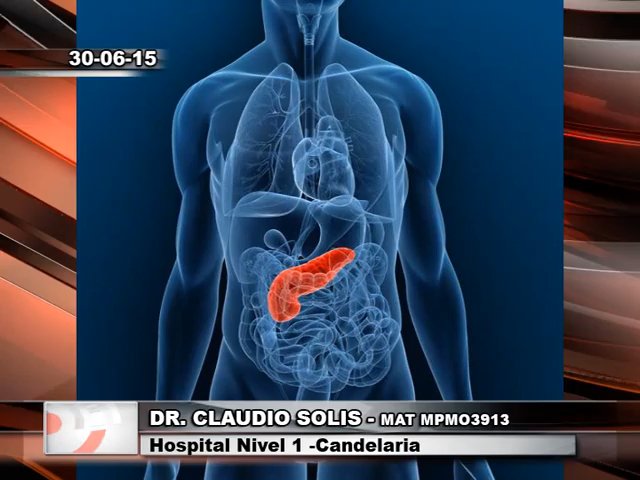 30-06-15
DR. CLAUDIO SOLIS - MAT MPMO3913
Hospital Nivel 1 -Candelaria